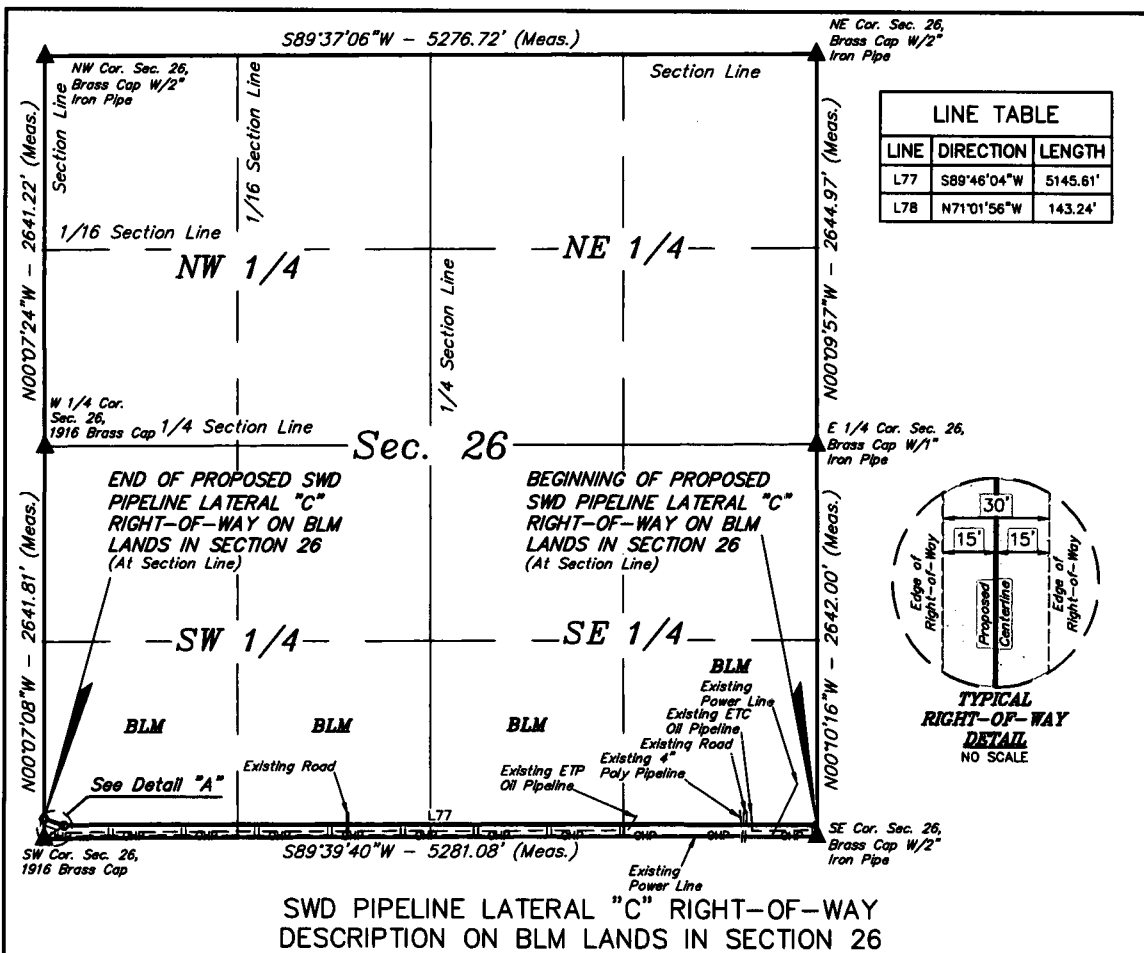 S89°37'06"W - 5276.72' (Meas.)
NE Cor. Sec. 26,
Brass Cap W/2"
Iron Pipe
NW Cor. Sec. 26,
Brass Cap W/2"
Iron Pipe
Section Line
Section Line
1/16 Section Line
N00°07'24"W - 2641.22' (Meas.)
N00°09'57"W - 2644.97' (Meas.)
LINE TABLE
LINE DIRECTION LENGTH
L77 S89°46'04"W 5145.61'
L78 N71°01'56"W 143.24'
1/16 Section Line
NW 1/4
NE 1/4
1/4 Section Line
W 1/4 Cor.
Sec. 26,
1916 Brass Cap
1/4 Section Line
Sec. 26
E 1/4 Cor. Sec. 26,
Brass Cap W/1"
Iron Pipe
END OF PROPOSED SWD
PIPELINE LATERAL "C"
RIGHT-OF-WAY ON BLM
LANDS IN SECTION 26
(At Section Line)
BEGINNING OF PROPOSED
SWD PIPELINE LATERAL "C"
RIGHT-OF-WAY ON BLM
LANDS IN SECTION 26
(At Section Line)
30'
15' 15'
Edge of
Right-of-Way
Proposed
Centerline
Edge of
Right-of-Way
TYPICAL
RIGHT-OF-WAY
DETAIL
NO SCALE
N00°07'08"W - 2641.81' (Meas.)
N00°10'16"W - 2642.00' (Meas.)
SW 1/4
SE 1/4
BLM
BLM
BLM
BLM
Existing
Power Line
Existing ETC
Oil Pipeline
Existing Road
Existing 4"
Poly Pipeline
Existing ETP
Oil Pipeline
Existing Road
See Detail "A"
L77
OHP OHP OHP OHP OHP OHP OHP OHP
SW Cor. Sec. 26,
1916 Brass Cap
S89°39'40"W - 5281.08' (Meas.)
SE Cor. Sec. 26,
Brass Cap W/2"
Iron Pipe
Existing
Power Line
SWD PIPELINE LATERAL "C" RIGHT-OF-WAY
DESCRIPTION ON BLM LANDS IN SECTION 26